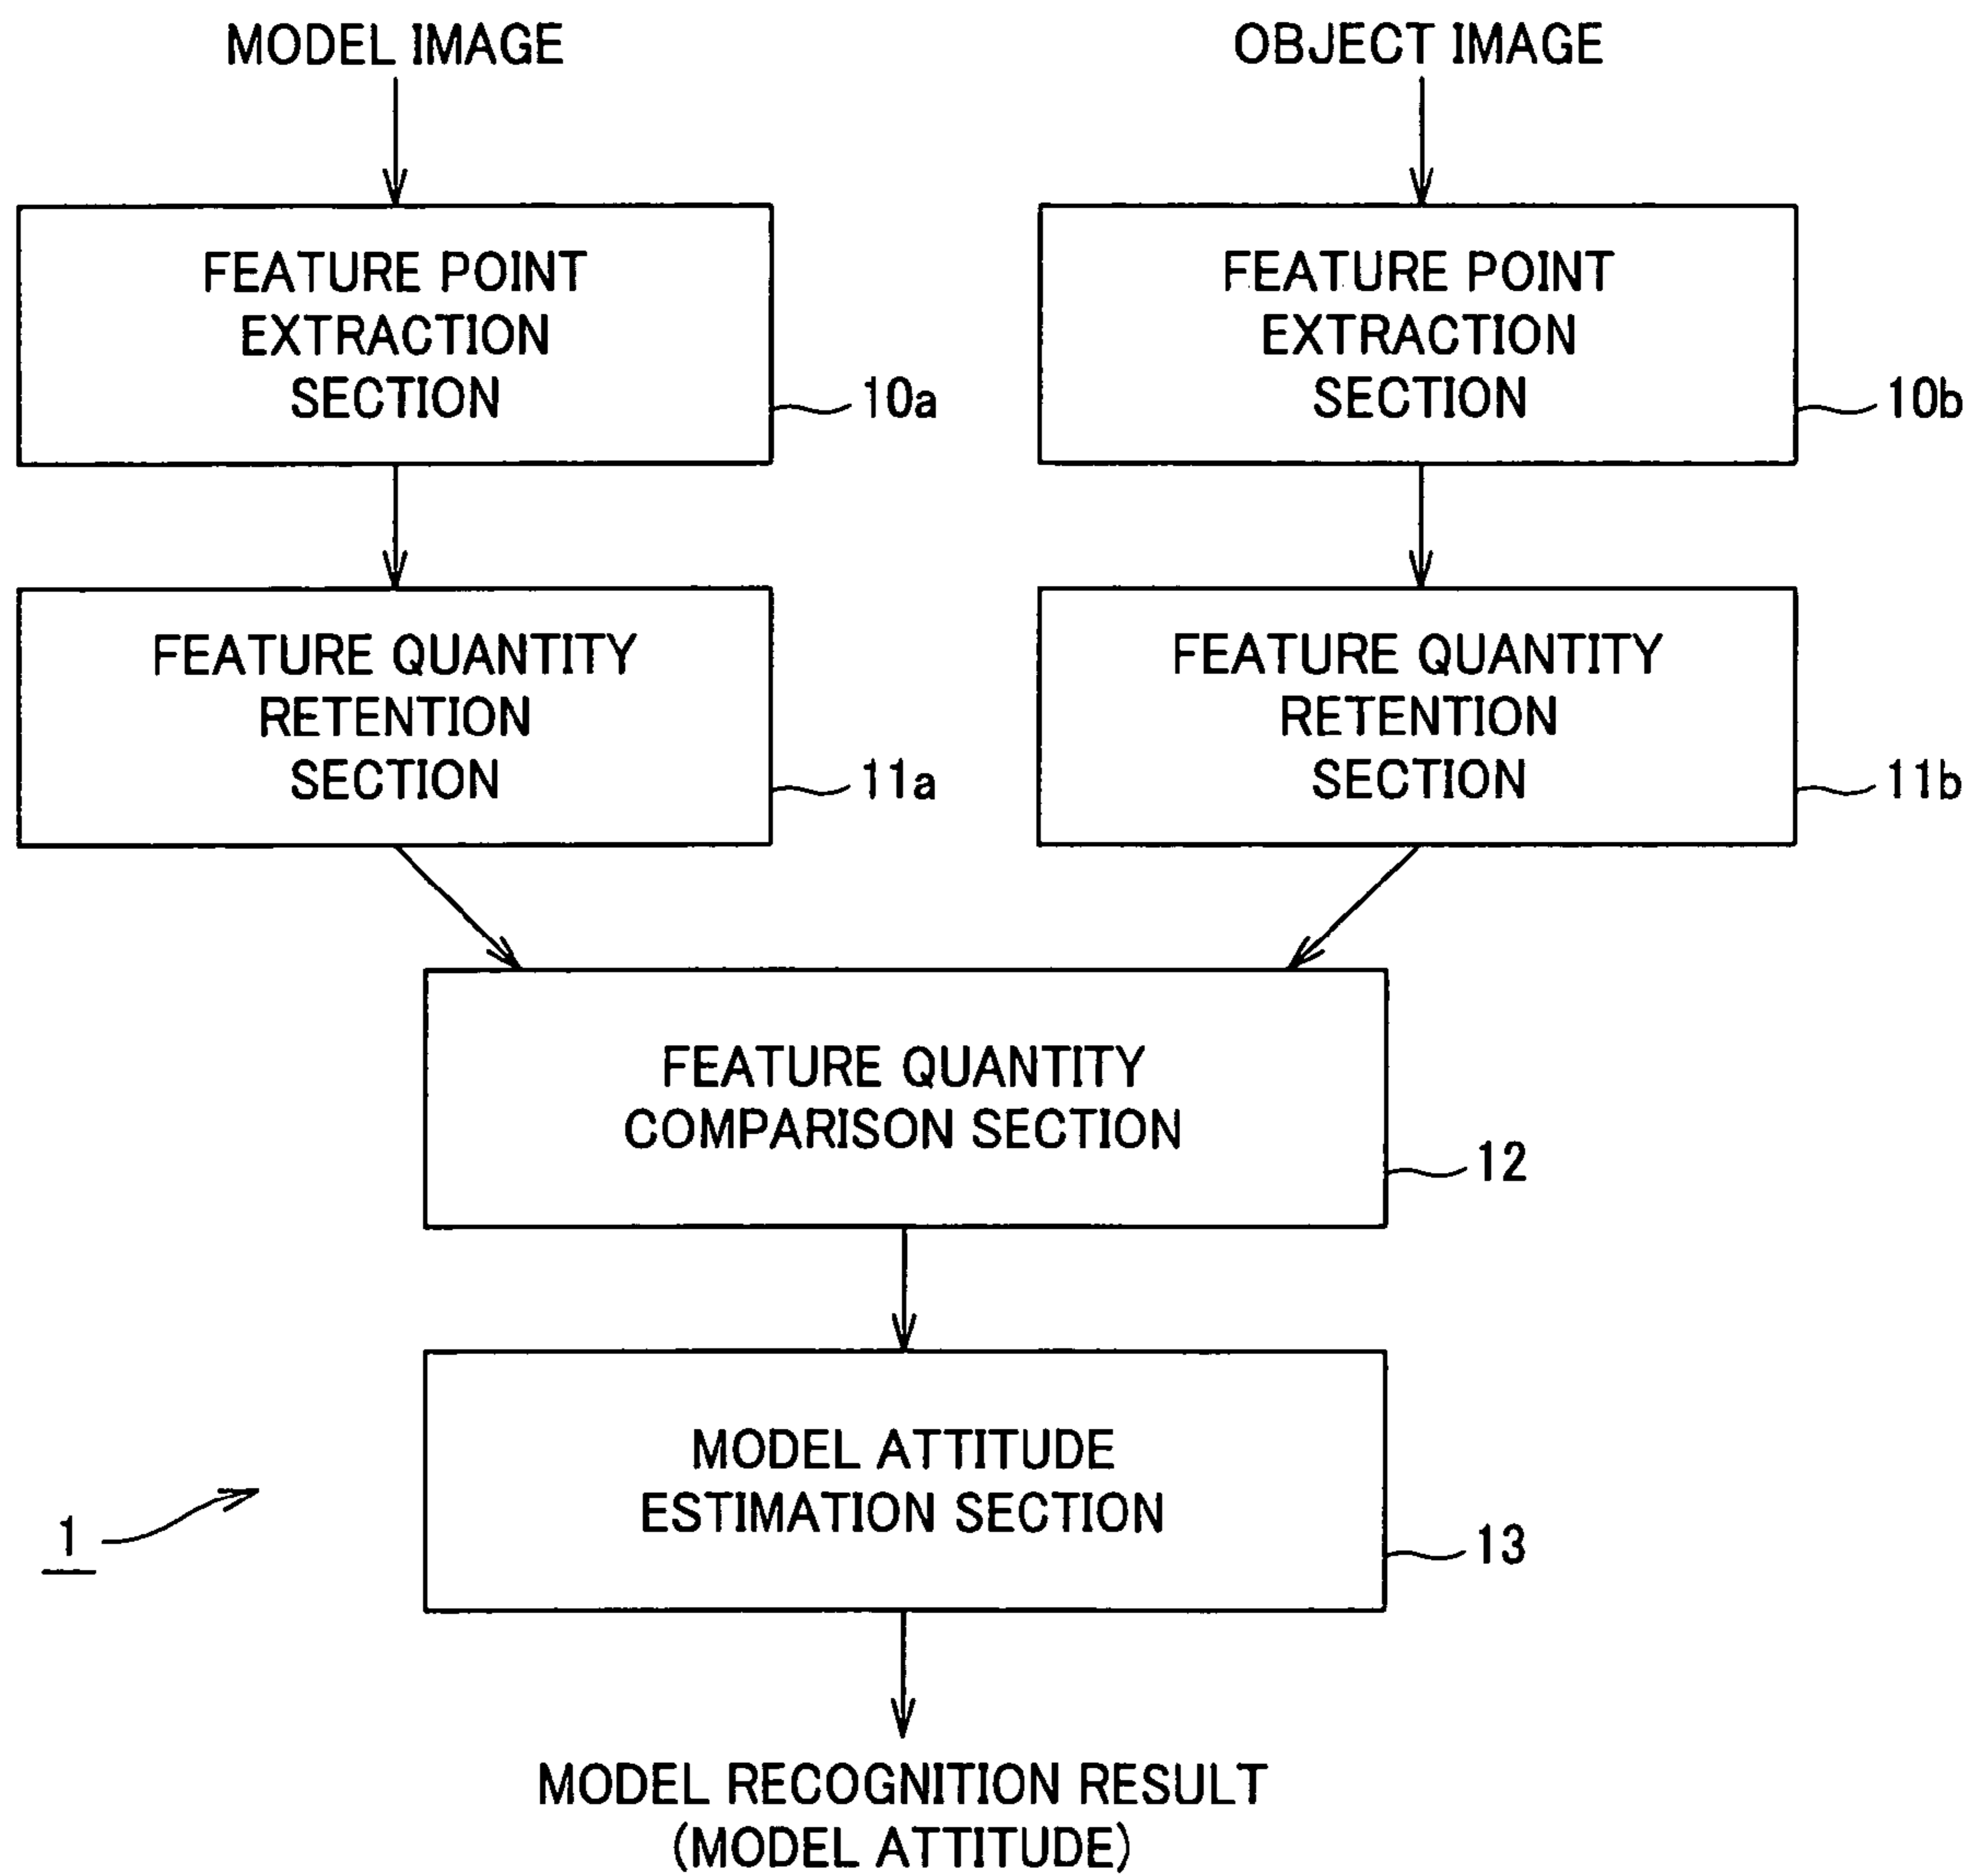 MODEL IMAGE
OBJECT IMAGE
FEATURE POINT
EXTRACTION
SECTION
10a
FEATURE POINT
EXTRACTION
SECTION
10b
FEATURE QUANTITY
RETENTION
SECTION
11a
FEATURE QUANTITY
RETENTION
SECTION
11b
FEATURE QUANTITY
COMPARISON SECTION
12
MODEL ATTITUDE
ESTIMATION SECTION
13
1
MODEL RECOGNITION RESULT
(MODEL ATTITUDE)